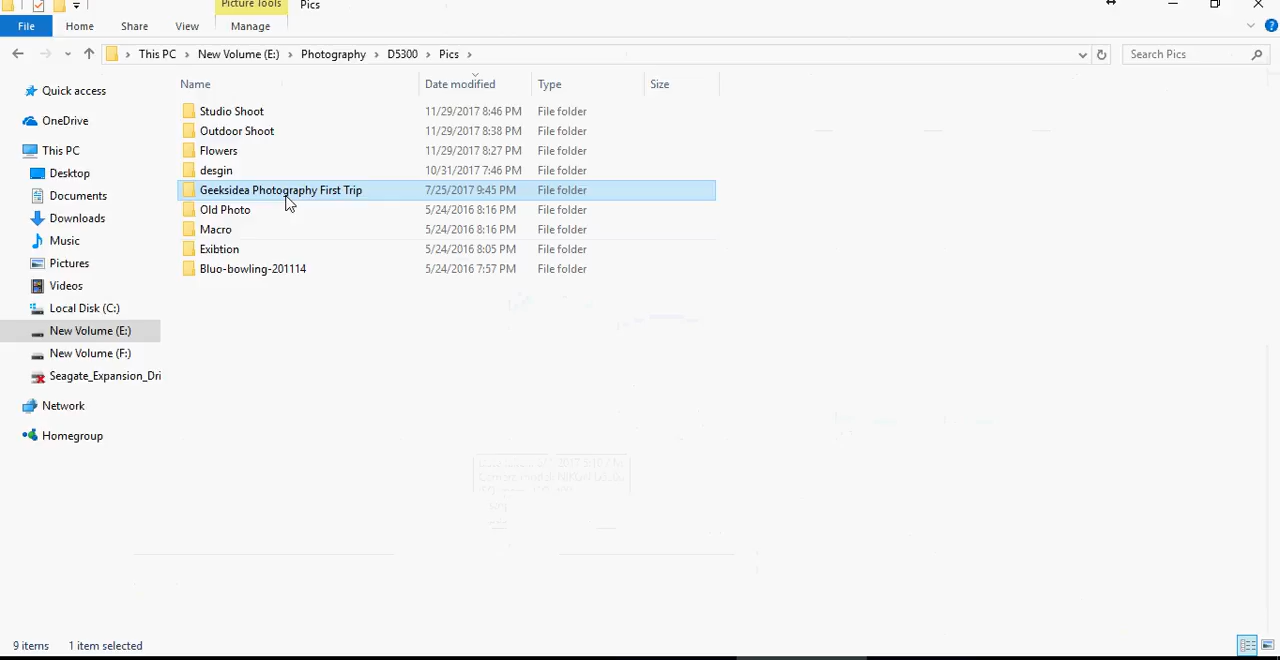 Picture Tools Pics
File Home Share View Manage
This PC New Volume (E:) Photography D5300 Pics Search Pics
Name Date modified Type Size
Quick access
OneDrive
This PC
Desktop
Documents
Downloads
Music
Pictures
Videos
Local Disk (C:)
New Volume (E:)
New Volume (F:)
Seagate_Expansion_Dri
Network
Homegroup
Studio Shoot 11/29/2017 8:46 PM File folder
Outdoor Shoot 11/29/2017 8:38 PM File folder
Flowers 11/29/2017 8:27 PM File folder
desgin 10/31/2017 7:46 PM File folder
Geeksidea Photography First Trip 7/25/2017 9:45 PM File folder
Old Photo 5/24/2016 8:16 PM File folder
Macro 5/24/2016 8:16 PM File folder
Exibtion 5/24/2016 8:05 PM File folder
Bluo-bowling-201114 5/24/2016 7:57 PM File folder
9 items 1 item selected